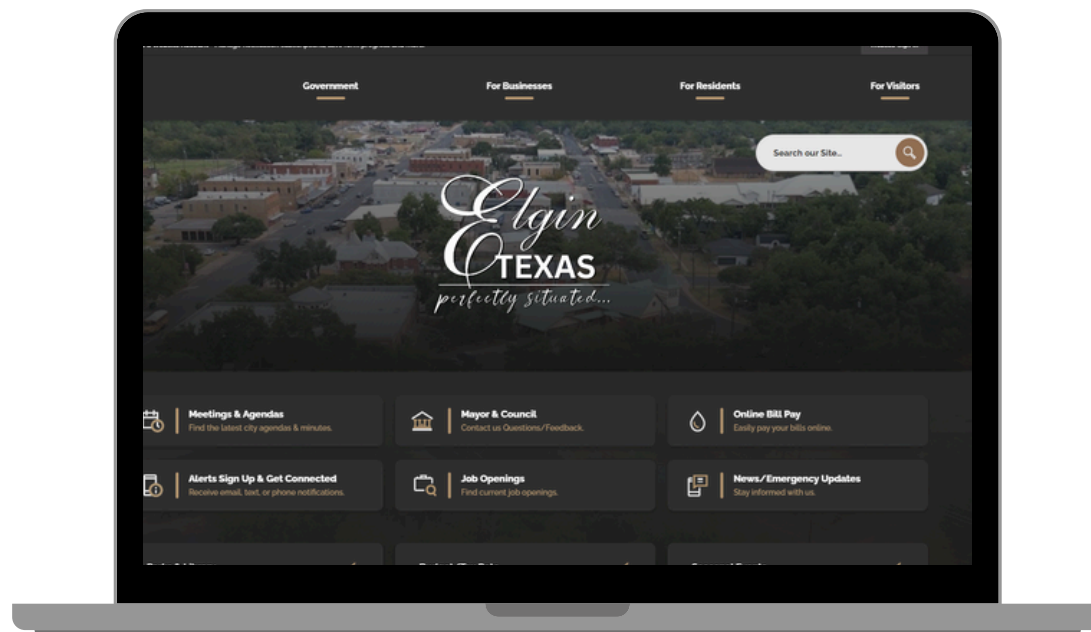 Government
For Businesses
For Residents
For Visitors
Search our Site...
Elgin
TEXAS
perfectly situated...
Meetings & Agendas
Find the latest city agendas & minutes.
Mayor & Council
Contact us Questions/Feedback.
Online Bill Pay
Easily pay your bills online.
Alerts Sign Up & Get Connected
Receive email, text, or phone notifications.
Job Openings
Find current job openings.
News/Emergency Updates
Stay informed with us.